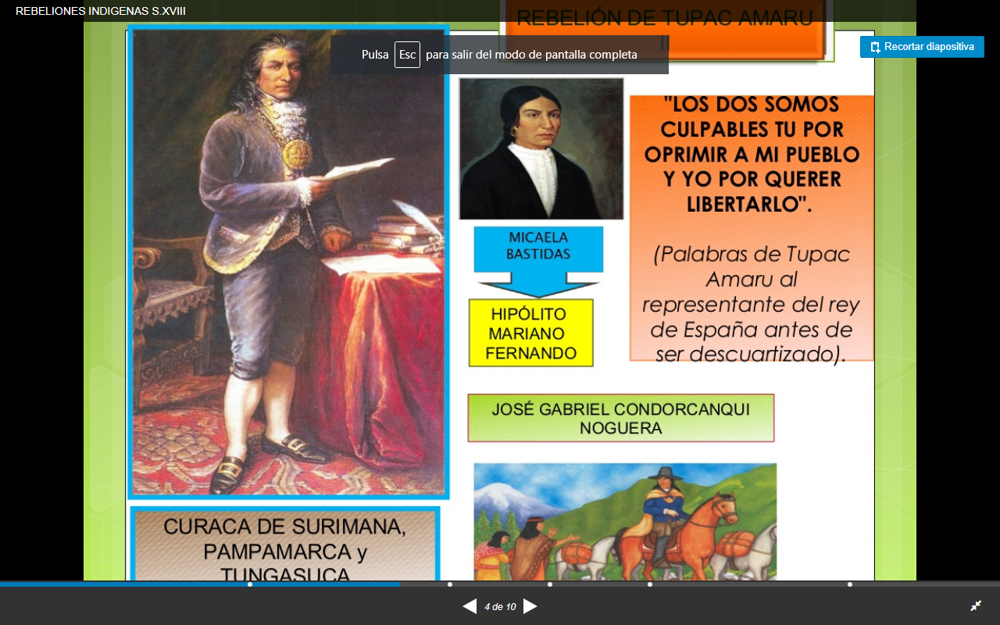 REBELIONES INDIGENAS S.XVIII
REBELIÓN DE TUPAC AMARU
II
Pulsa Esc para salir del modo de pantalla completa
Recortar diapositiva
"LOS DOS SOMOS
CULPABLES TU POR
OPRIMIR A MI PUEBLO
Y YO POR QUERER
LIBERTARLO".
(Palabras de Tupac
Amaru al
representante del rey
de España antes de
ser descuartizado).
MICAELA
BASTIDAS
HIPÓLITO
MARIANO
FERNANDO
JOSÉ GABRIEL CONDORCANQUI
NOGUERA
CURACA DE SURIMANA,
PAMPAMARCA y
TUNGASUCA
4 de 10